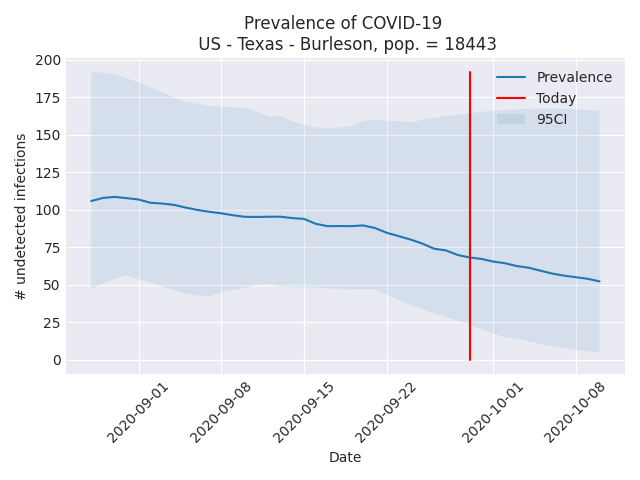 Prevalence of COVID-19
US - Texas - Burleson, pop. = 18443
200
175
150
125
100
75
50
25
0
# undetected infections
Prevalence
Today
95CI
2020-09-01
2020-09-08
2020-09-15
2020-09-22
2020-10-01
2020-10-08
Date